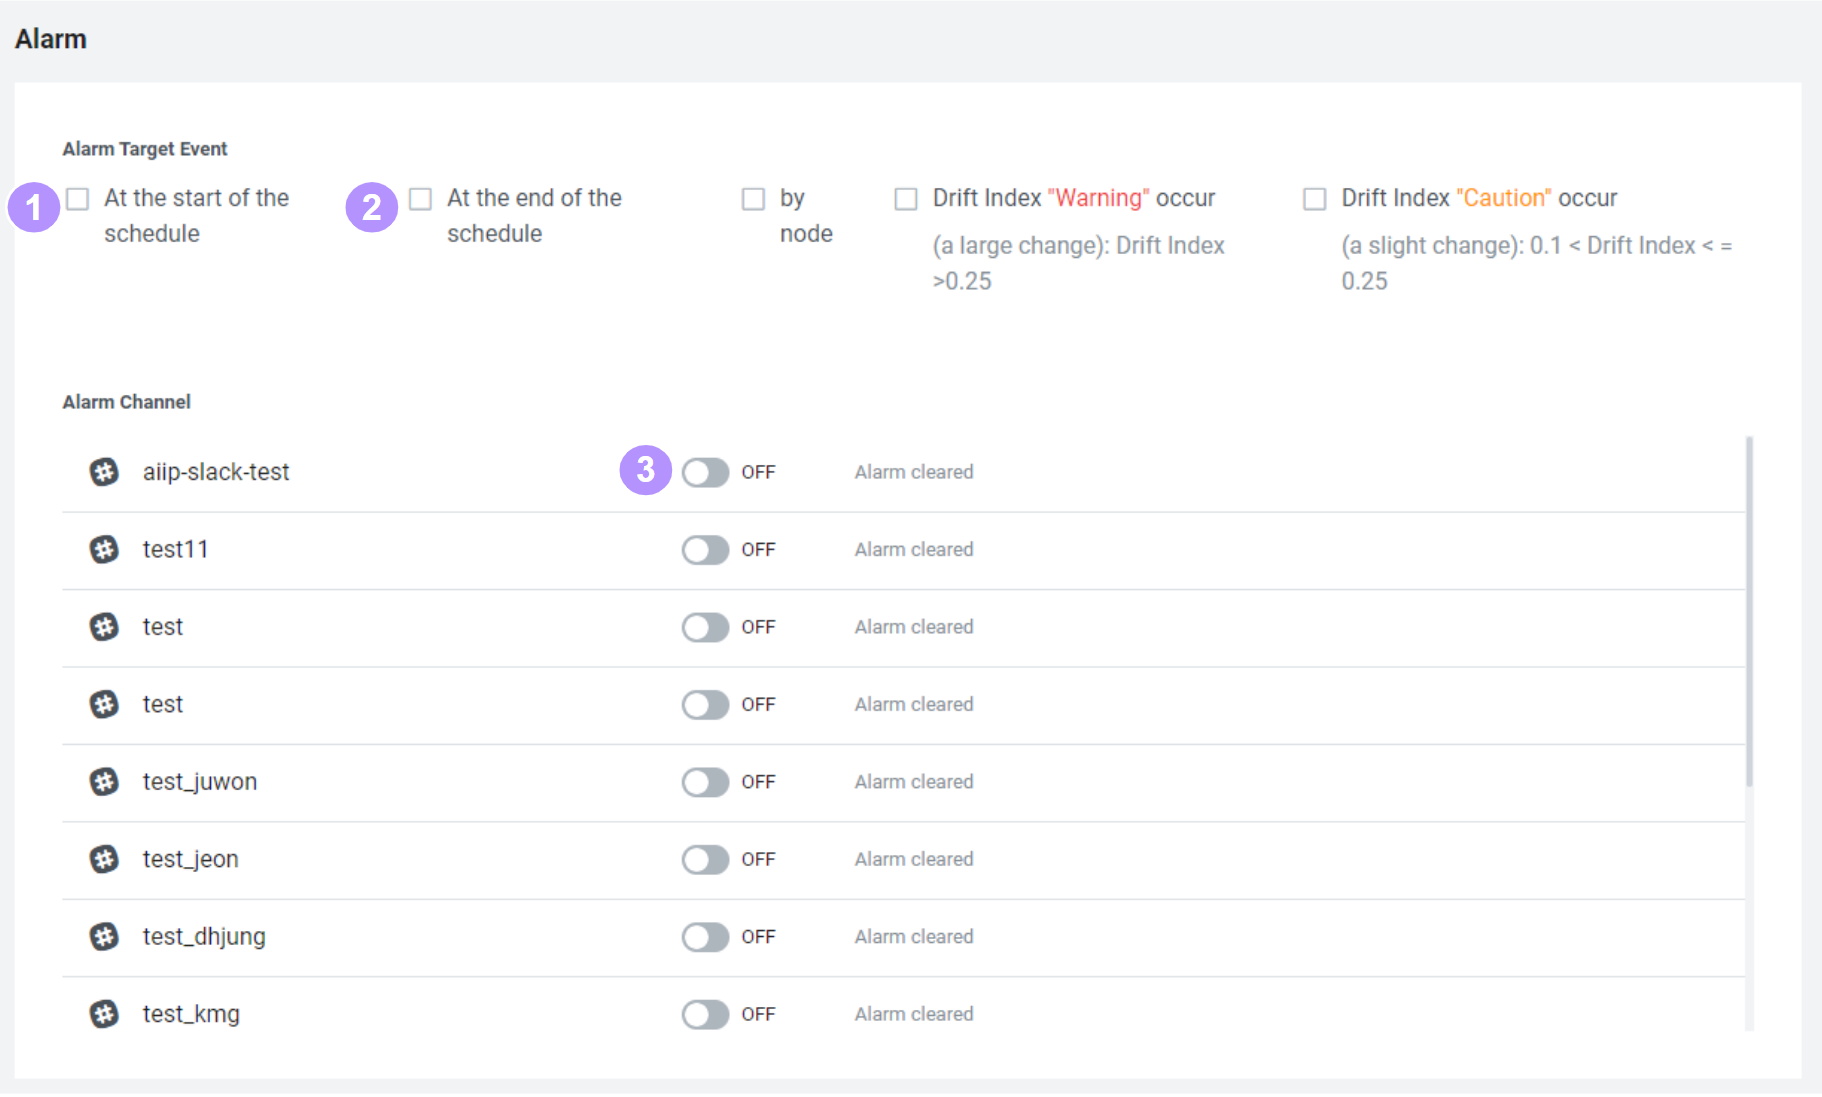 Alarm
Alarm Target Event
1 At the start of the
schedule
2 At the end of the
schedule
by
node
Drift Index "Warning" occur
(a large change): Drift Index
>0.25
Drift Index "Caution" occur
(a slight change): 0.1 < Drift Index < =
0.25
Alarm Channel
aiip-slack-test 3 OFF Alarm cleared
test11 OFF Alarm cleared
test OFF Alarm cleared
test OFF Alarm cleared
test_juwon OFF Alarm cleared
test_jeon OFF Alarm cleared
test_dhjung OFF Alarm cleared
test_kmg OFF Alarm cleared